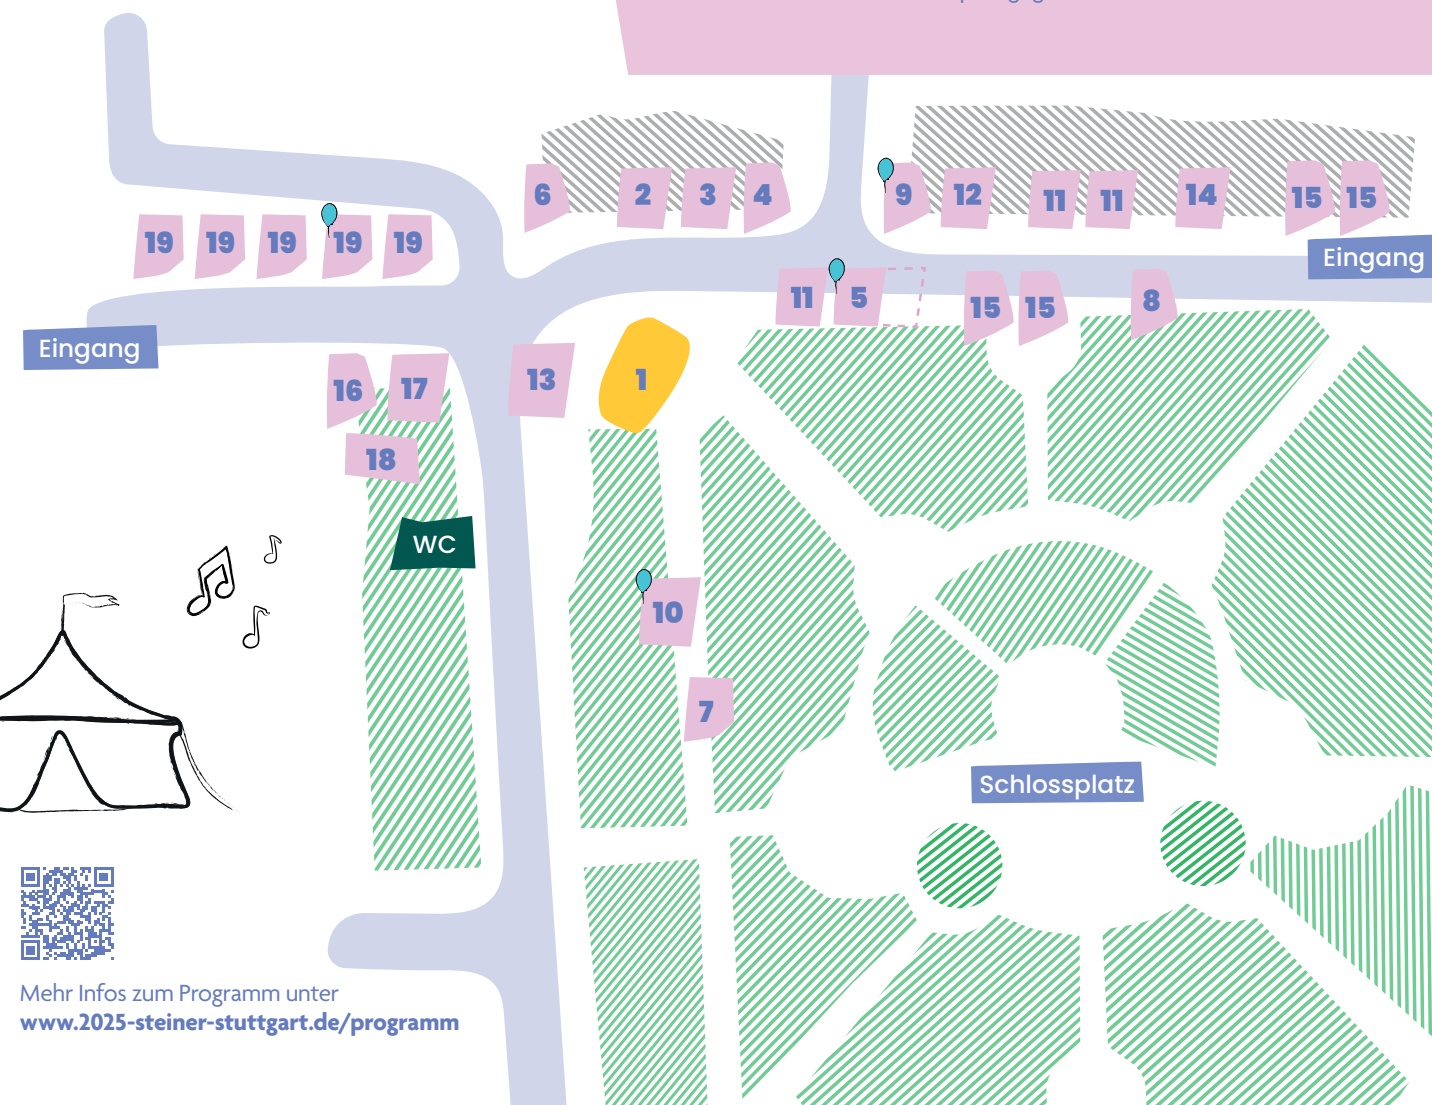 6 2 3 4 9 12 11 11 14 15 15
19 19 19 19 19
Eingang
11 5 15 15 8
Eingang
16 17 13 1
18
WC
10
7
Schlossplatz
Mehr Infos zum Programm unter
www.2025-steiner-stuttgart.de/programm